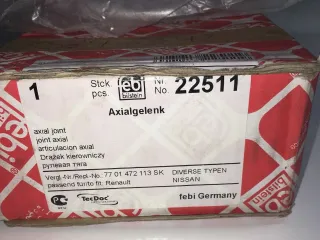 1 Stck. pcs. febi bilstein Nr. No. 22511
Axialgelenk
axial joint
joint axial
articulacion axial
Drążek kierowniczy
рулевая тяга
Vergl.-Nr./Repl.-No. 77 01 472 113 SK
passend für/to fit Renault
DIVERSE TYPEN
NISSAN
TecDoc
febi Germany
febi
bilstein